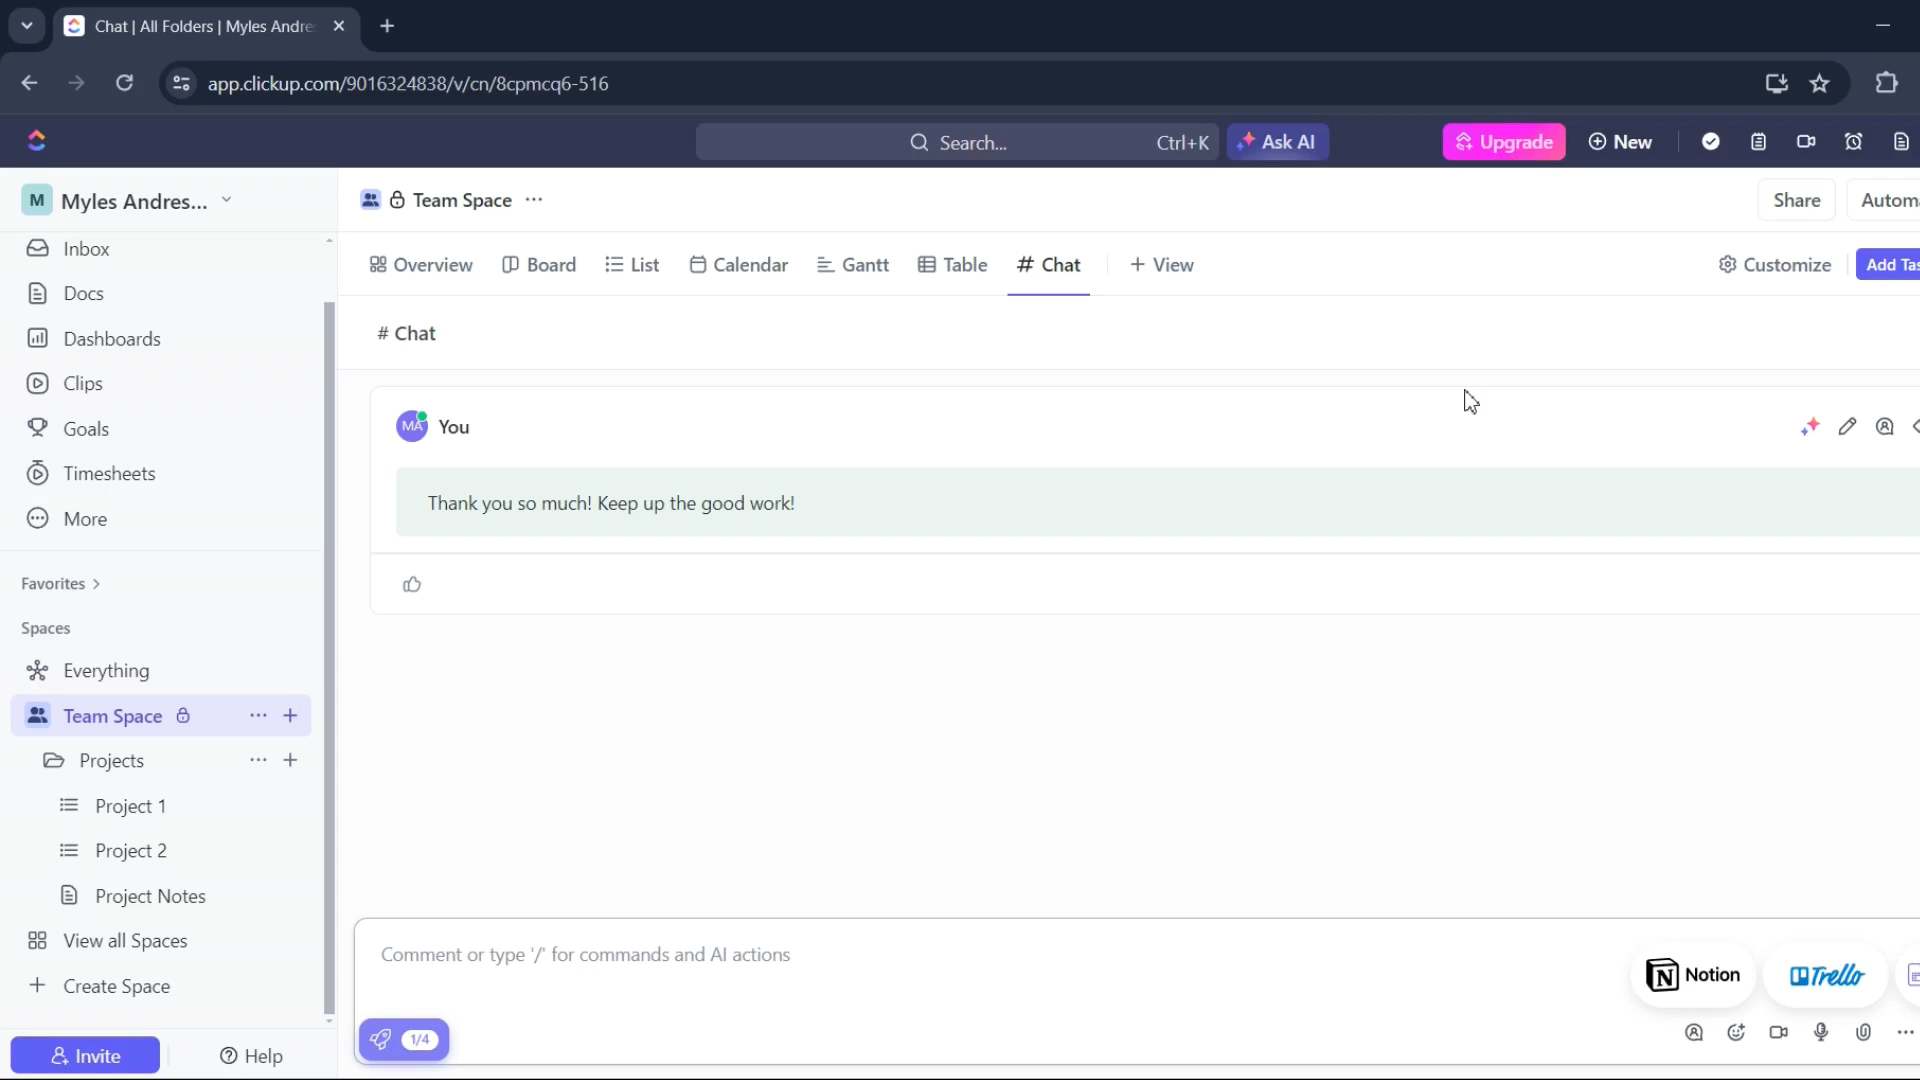 Chat | All Folders | Myles Andre
app.clickup.com/9016324838/v/cn/8cpmcq6-516
Search...
Ctrl+K
Ask AI
Upgrade
New
M
Myles Andres...
Team Space
Share
Automa
Inbox
Docs
Dashboards
Clips
Goals
Timesheets
More
Favorites
Spaces
Everything
Team Space
Projects
Project 1
Project 2
Project Notes
View all Spaces
Create Space
Invite
Help
Overview
Board
List
Calendar
Gantt
Table
# Chat
+ View
Customize
Add Tas
# Chat
MA
You
Thank you so much! Keep up the good work!
Comment or type '/' for commands and AI actions
Notion
Trello
1/4